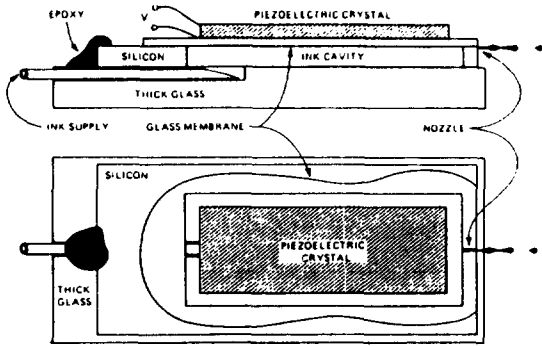 V
PIEZOELECTRIC CRYSTAL
EPOXY
SILICON
INK CAVITY
THICK GLASS
INK SUPPLY
GLASS MEMBRANE
NOZZLE
SILICON
PIEZOELECTRIC
CRYSTAL
THICK
GLASS